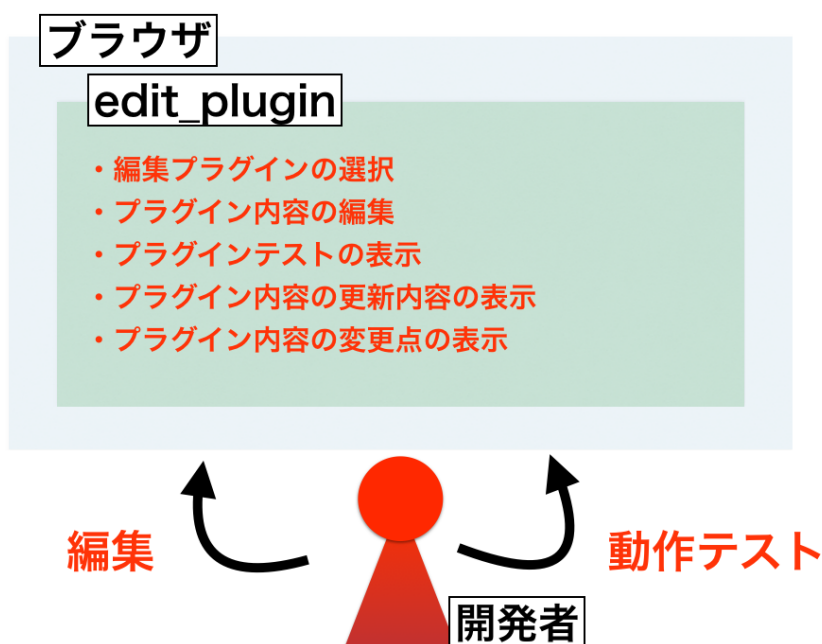 ブラウザ
edit_plugin
・編集プラグインの選択
・プラグイン内容の編集
・プラグインテストの表示
・プラグイン内容の更新内容の表示
・プラグイン内容の変更点の表示
編集
動作テスト
開発者